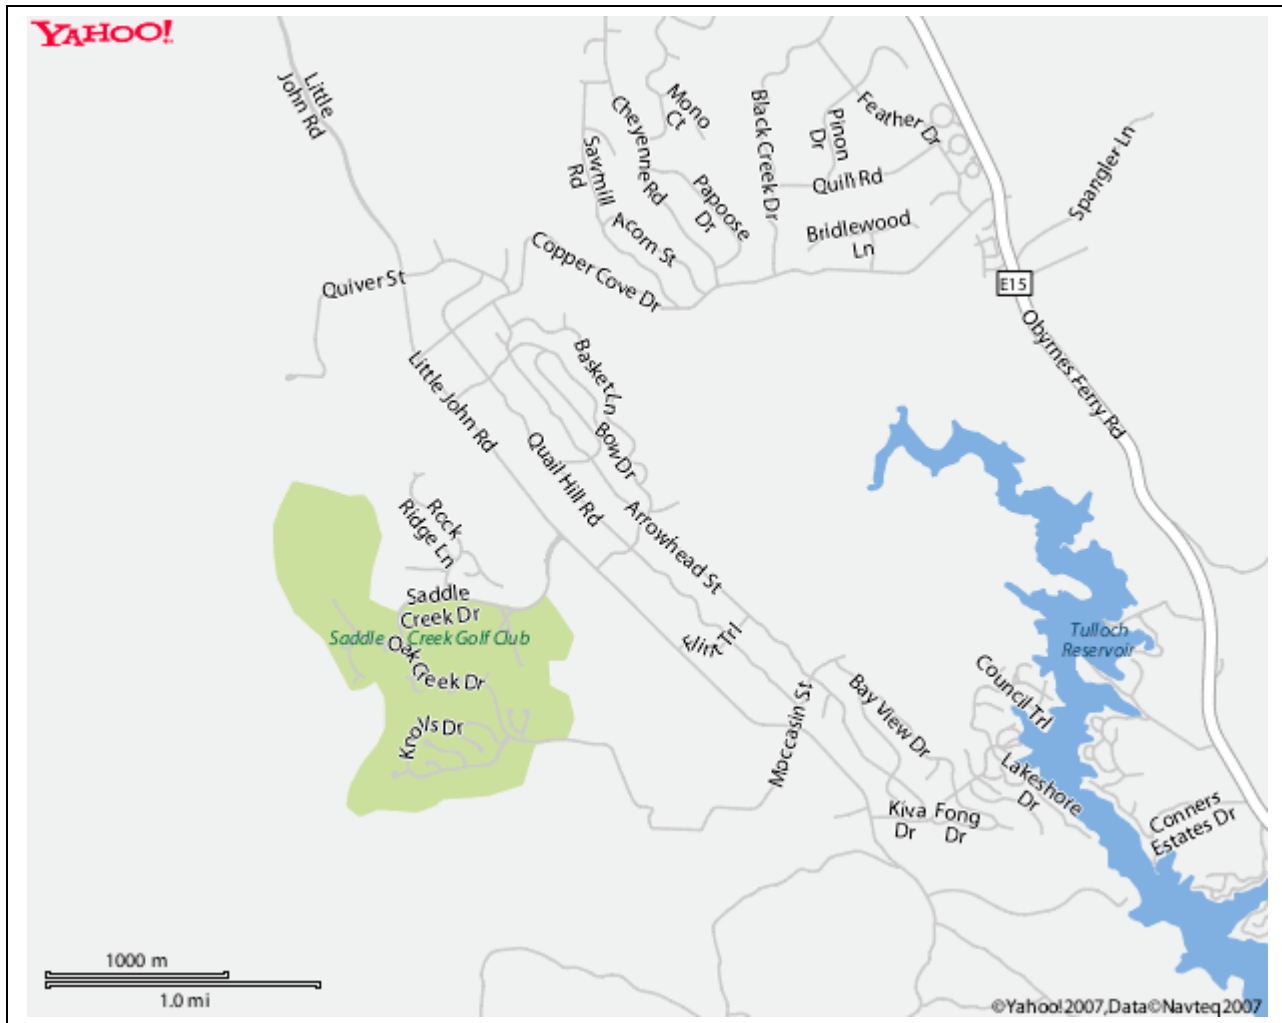 YAHOO!
Little
John Rd
Mono
Ct
Cheyenne Rd
Sawmill
Rd
Black Creek Dr
Pinon
Dr
Feather Dr
Quill Rd
Papoose
Dr
Acorn St
Bridlewood
Ln
Spangler Ln
Copper Cove Dr
Quiver St
E15
Obyrnes Ferry Rd
Little John Rd
Basket Ln
Bow Dr
Quail Hill Rd
Arrowhead St
Rock
Ridge Ln
Saddle
Creek Dr
Saddle Creek Golf Club
Oak Creek Dr
Knolls Dr
Flint Trl
Moccasin St
Bay View Dr
Council Trl
Tulloch
Reservoir
Lakeshore
Dr
Kiva
Dr
Fong
Dr
Conners
Estates Dr
1000 m
1.0 mi
©Yahoo!2007,Data©Navteq2007